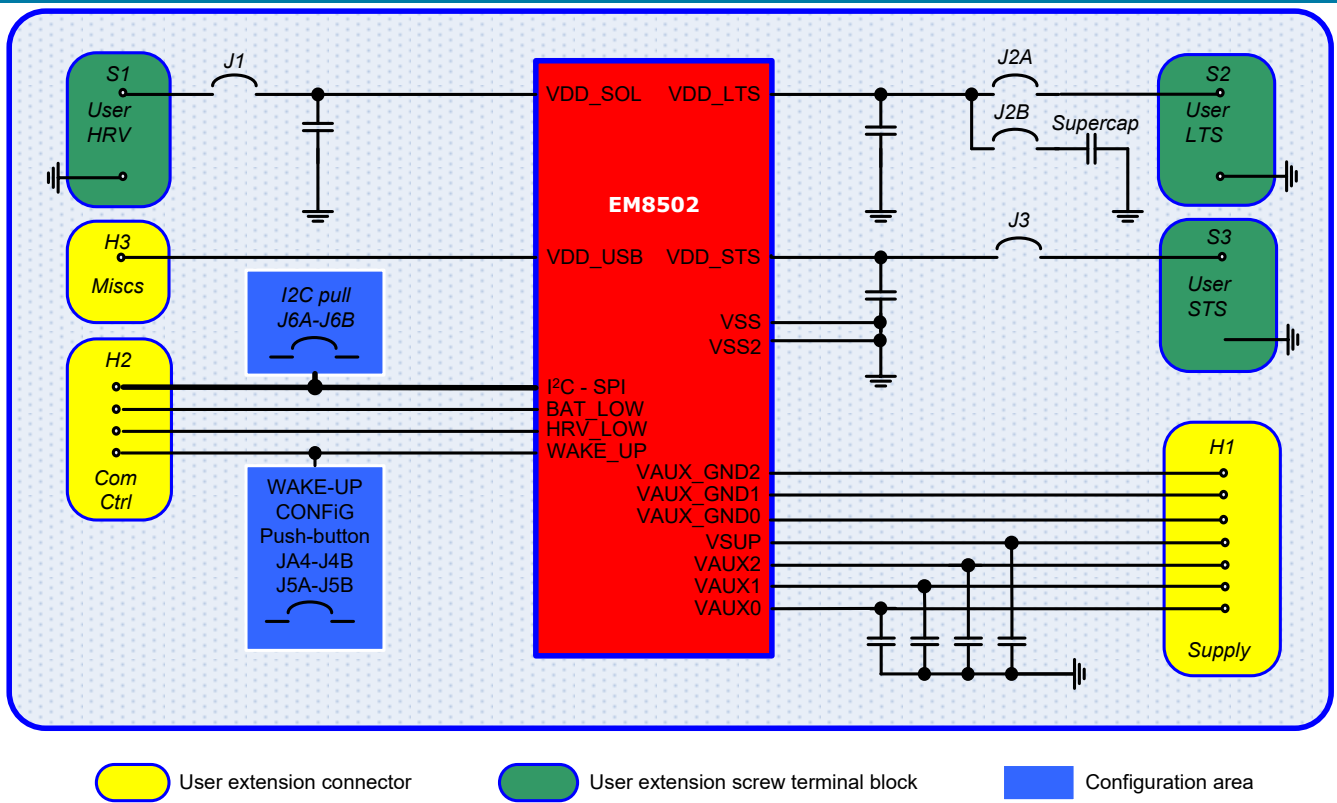 S1
User
HRV
J1
VDD_SOL
VDD_LTS
J2A
J2B
Supercap
S2
User
LTS
EM8502
H3
Miscs
VDD_USB
VDD_STS
J3
S3
User
STS
I2C pull
J6A-J6B
VSS
VSS2
H2
Com
Ctrl
I²C - SPI
BAT_LOW
HRV_LOW
WAKE_UP
WAKE-UP
CONFiG
Push-button
JA4-J4B
J5A-J5B
VAUX_GND2
VAUX_GND1
VAUX_GND0
VSUP
VAUX2
VAUX1
VAUX0
H1
Supply
User extension connector
User extension screw terminal block
Configuration area